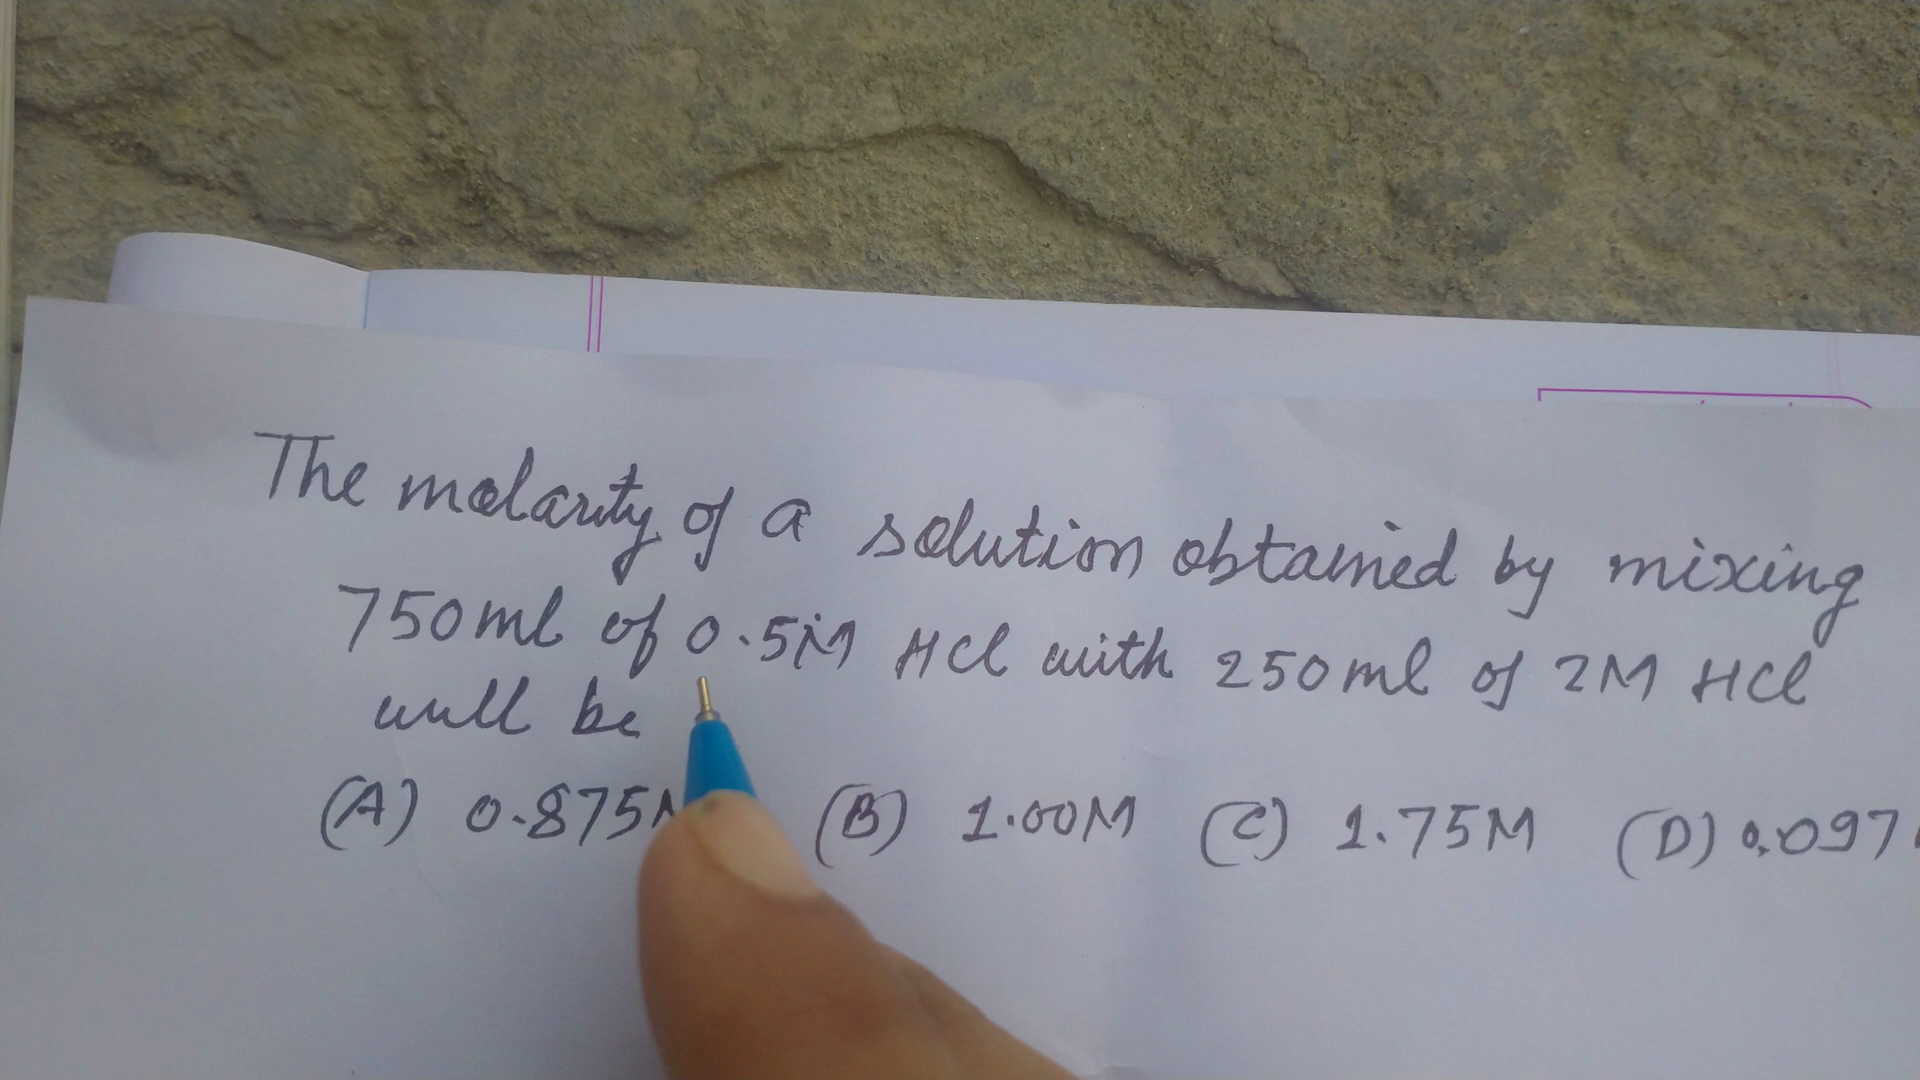 The molarity of a solution obtained by mixing
750ml of 0.5M HCl with 250ml of 2M HCl
will be
(A) 0.875M (B) 1.00M (C) 1.75M (D) 0.097